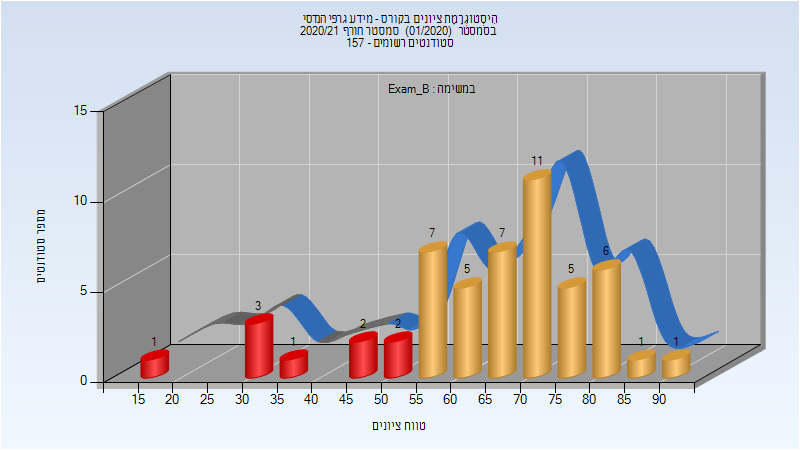 היסטוגרמת ציונים בקורס - מידע גרפי הנדסי
בסמסטר (01/2020) סמסטר חורף 2020/21
סטודנטים רשומים - 157
במשימה : Exam_B
15
10
5
0
מספר סטודנטים
1
3
1
2
2
7
5
7
11
5
6
1
1
15 20 25 30 35 40 45 50 55 60 65 70 75 80 85 90
טווח ציונים